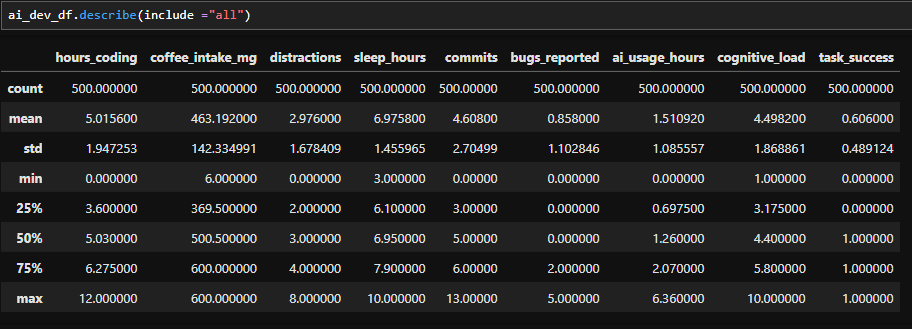 ai_dev_df.describe(include ="all")
hours_coding coffee_intake_mg distractions sleep_hours commits bugs_reported ai_usage_hours cognitive_load task_success
count 500.000000 500.000000 500.000000 500.000000 500.00000 500.000000 500.000000 500.000000 500.000000
mean 5.015600 463.192000 2.976000 6.975800 4.60800 0.858000 1.510920 4.498200 0.606000
std 1.947253 142.334991 1.678409 1.455965 2.70499 1.102846 1.085557 1.868861 0.489124
min 0.000000 6.000000 0.000000 3.000000 0.00000 0.000000 0.000000 1.000000 0.000000
25% 3.600000 369.500000 2.000000 6.100000 3.00000 0.000000 0.697500 3.175000 0.000000
50% 5.030000 500.500000 3.000000 6.950000 5.00000 0.000000 1.260000 4.400000 1.000000
75% 6.275000 600.000000 4.000000 7.900000 6.00000 2.000000 2.070000 5.800000 1.000000
max 12.000000 600.000000 8.000000 10.000000 13.00000 5.000000 6.360000 10.000000 1.000000